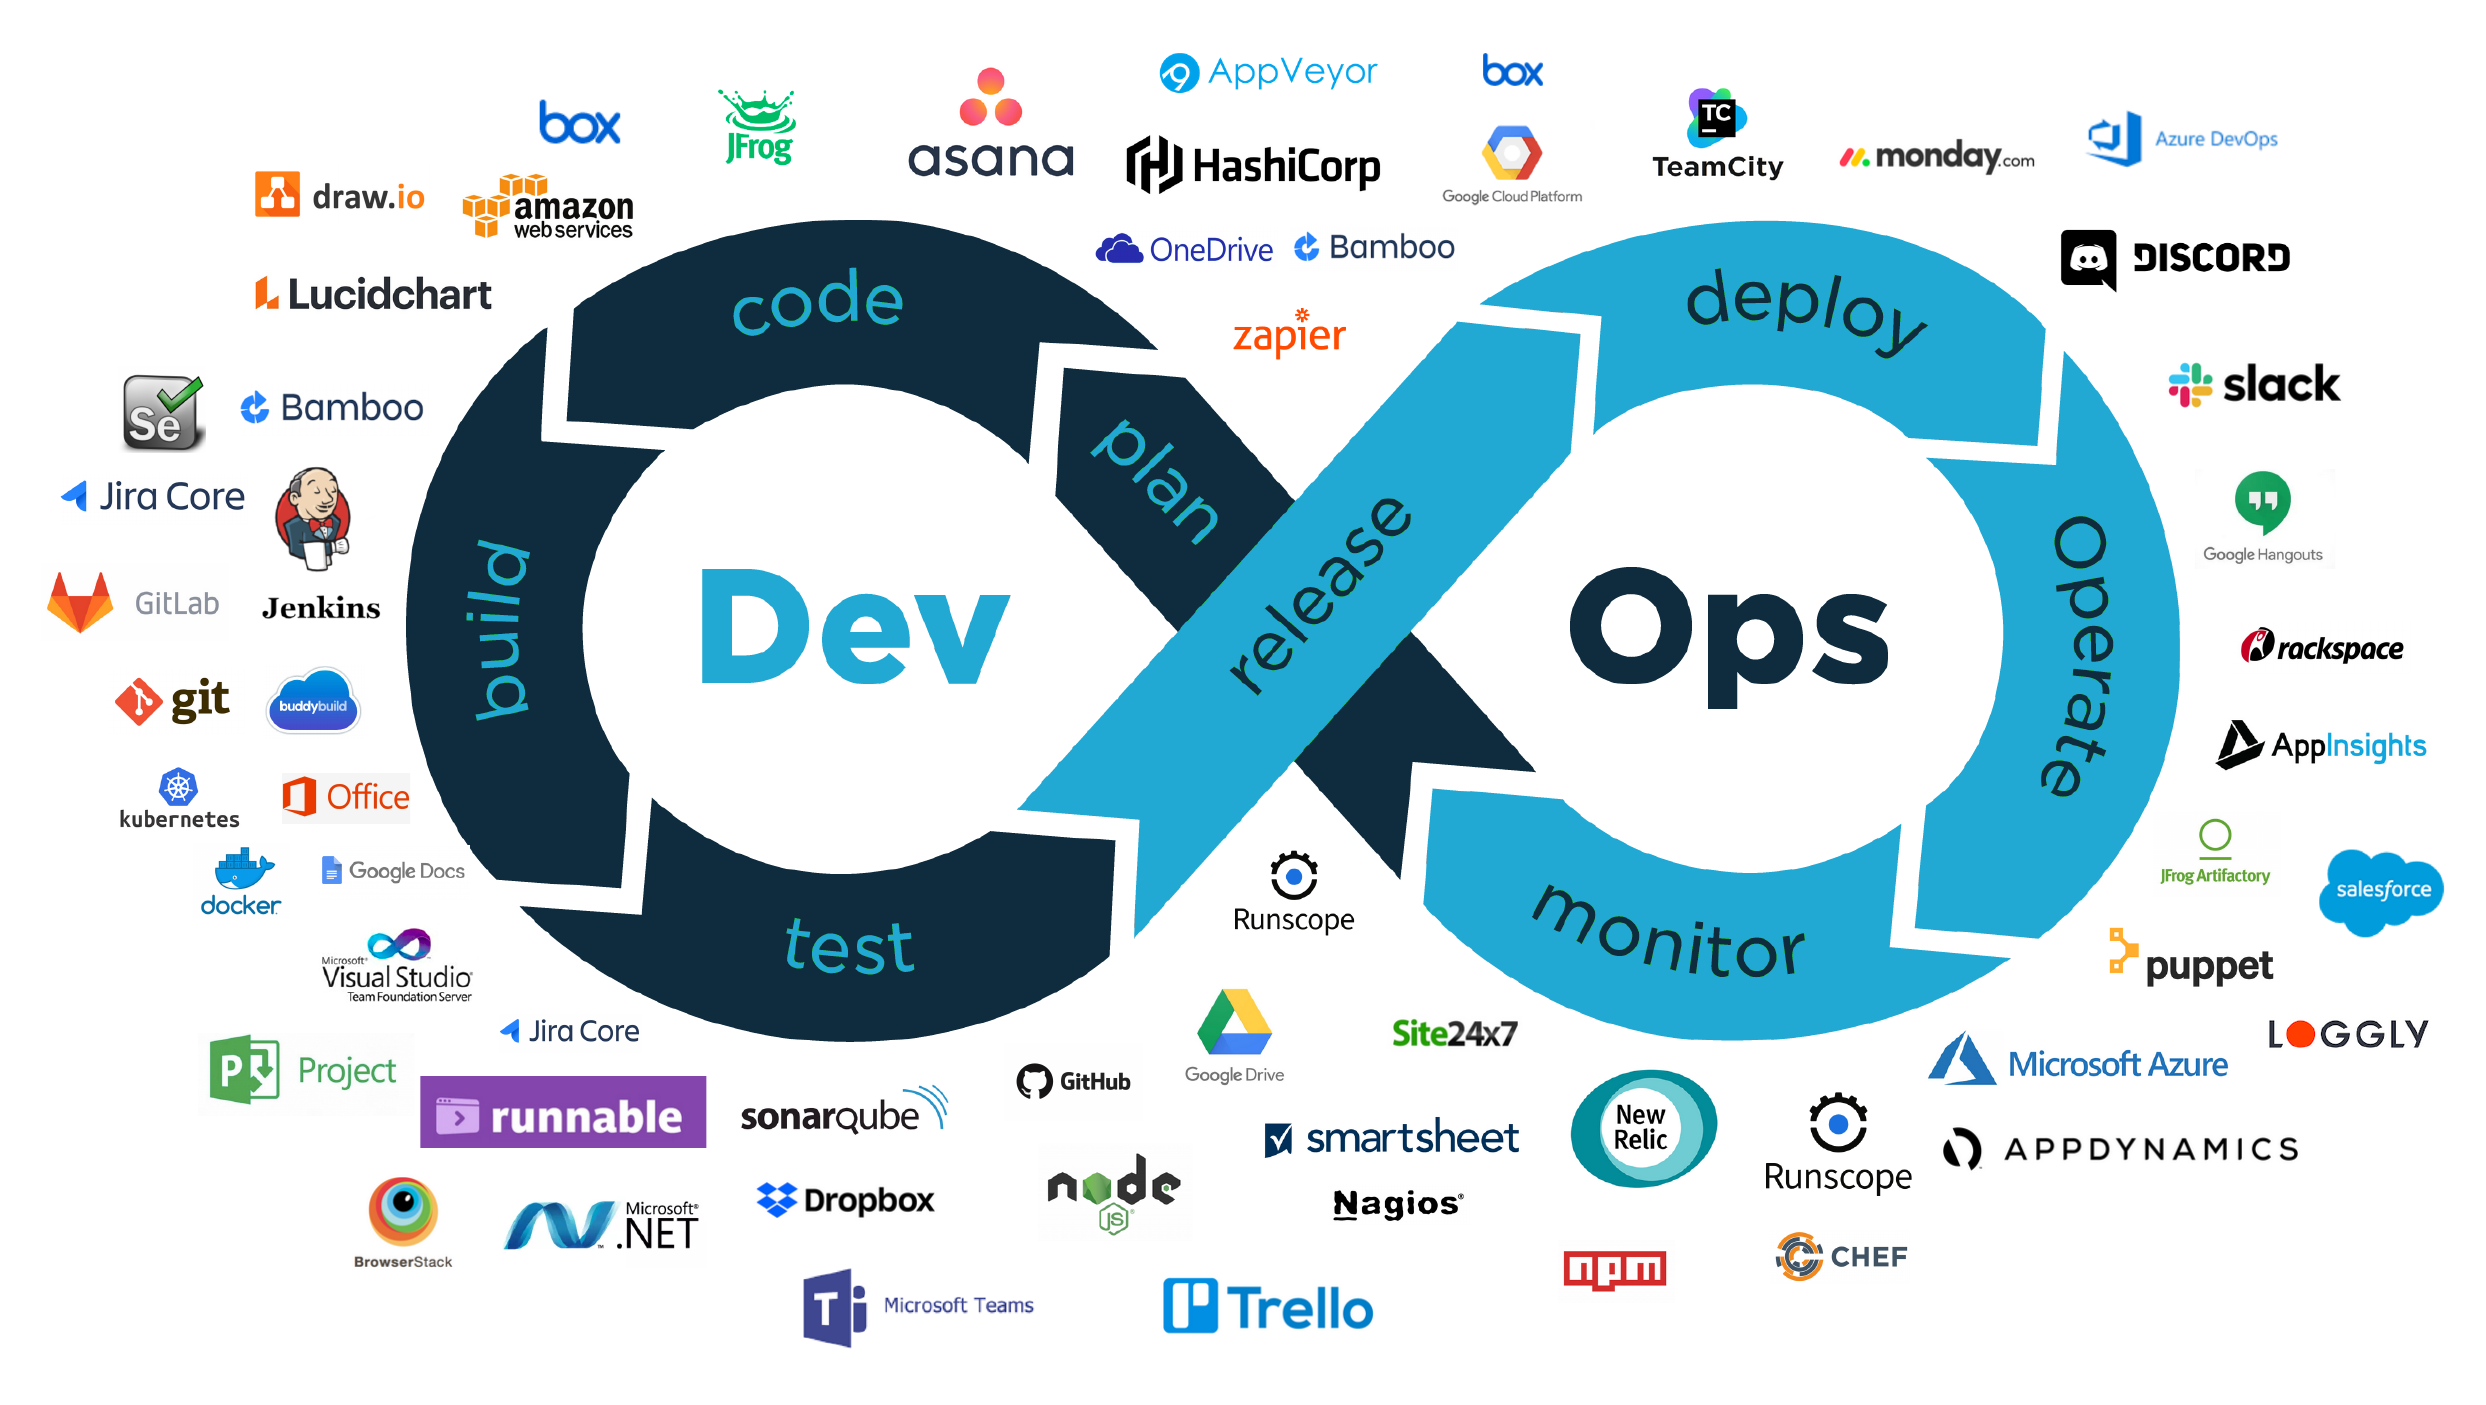 AppVeyor
box
box
JFrog
asana
HashiCorp
Google Cloud Platform
TC
TeamCity
monday.com
Azure DevOps
draw.io
amazon
web services
OneDrive
Bamboo
DISCORD
Lucidchart
code
deploy
zapier
Se
Bamboo
slack
plan
Jira Core
Jenkins
release
Operate
Google Hangouts
GitLab
build
Dev
Ops
rackspace
git
buddybuild
AppInsights
kubernetes
Office
JFrog Artifactory
salesforce
docker
Google Docs
Runscope
test
monitor
puppet
Microsoft®
Visual Studio®
Team Foundation Server
Jira Core
Site24x7
LOGGLY
P
Project
Google Drive
Microsoft Azure
runnable
sonarqube
GitHub
smartsheet
New
Relic
Runscope
APPDYNAMICS
BrowserStack
Microsoft®
.NET
Dropbox
node
JS®
Nagios®
npm
CHEF
T
Microsoft Teams
Trello